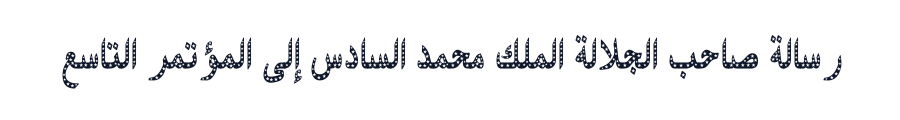 رسالة صاحب الجلالة الملك محمد السادس إلى المؤتمر التاسع